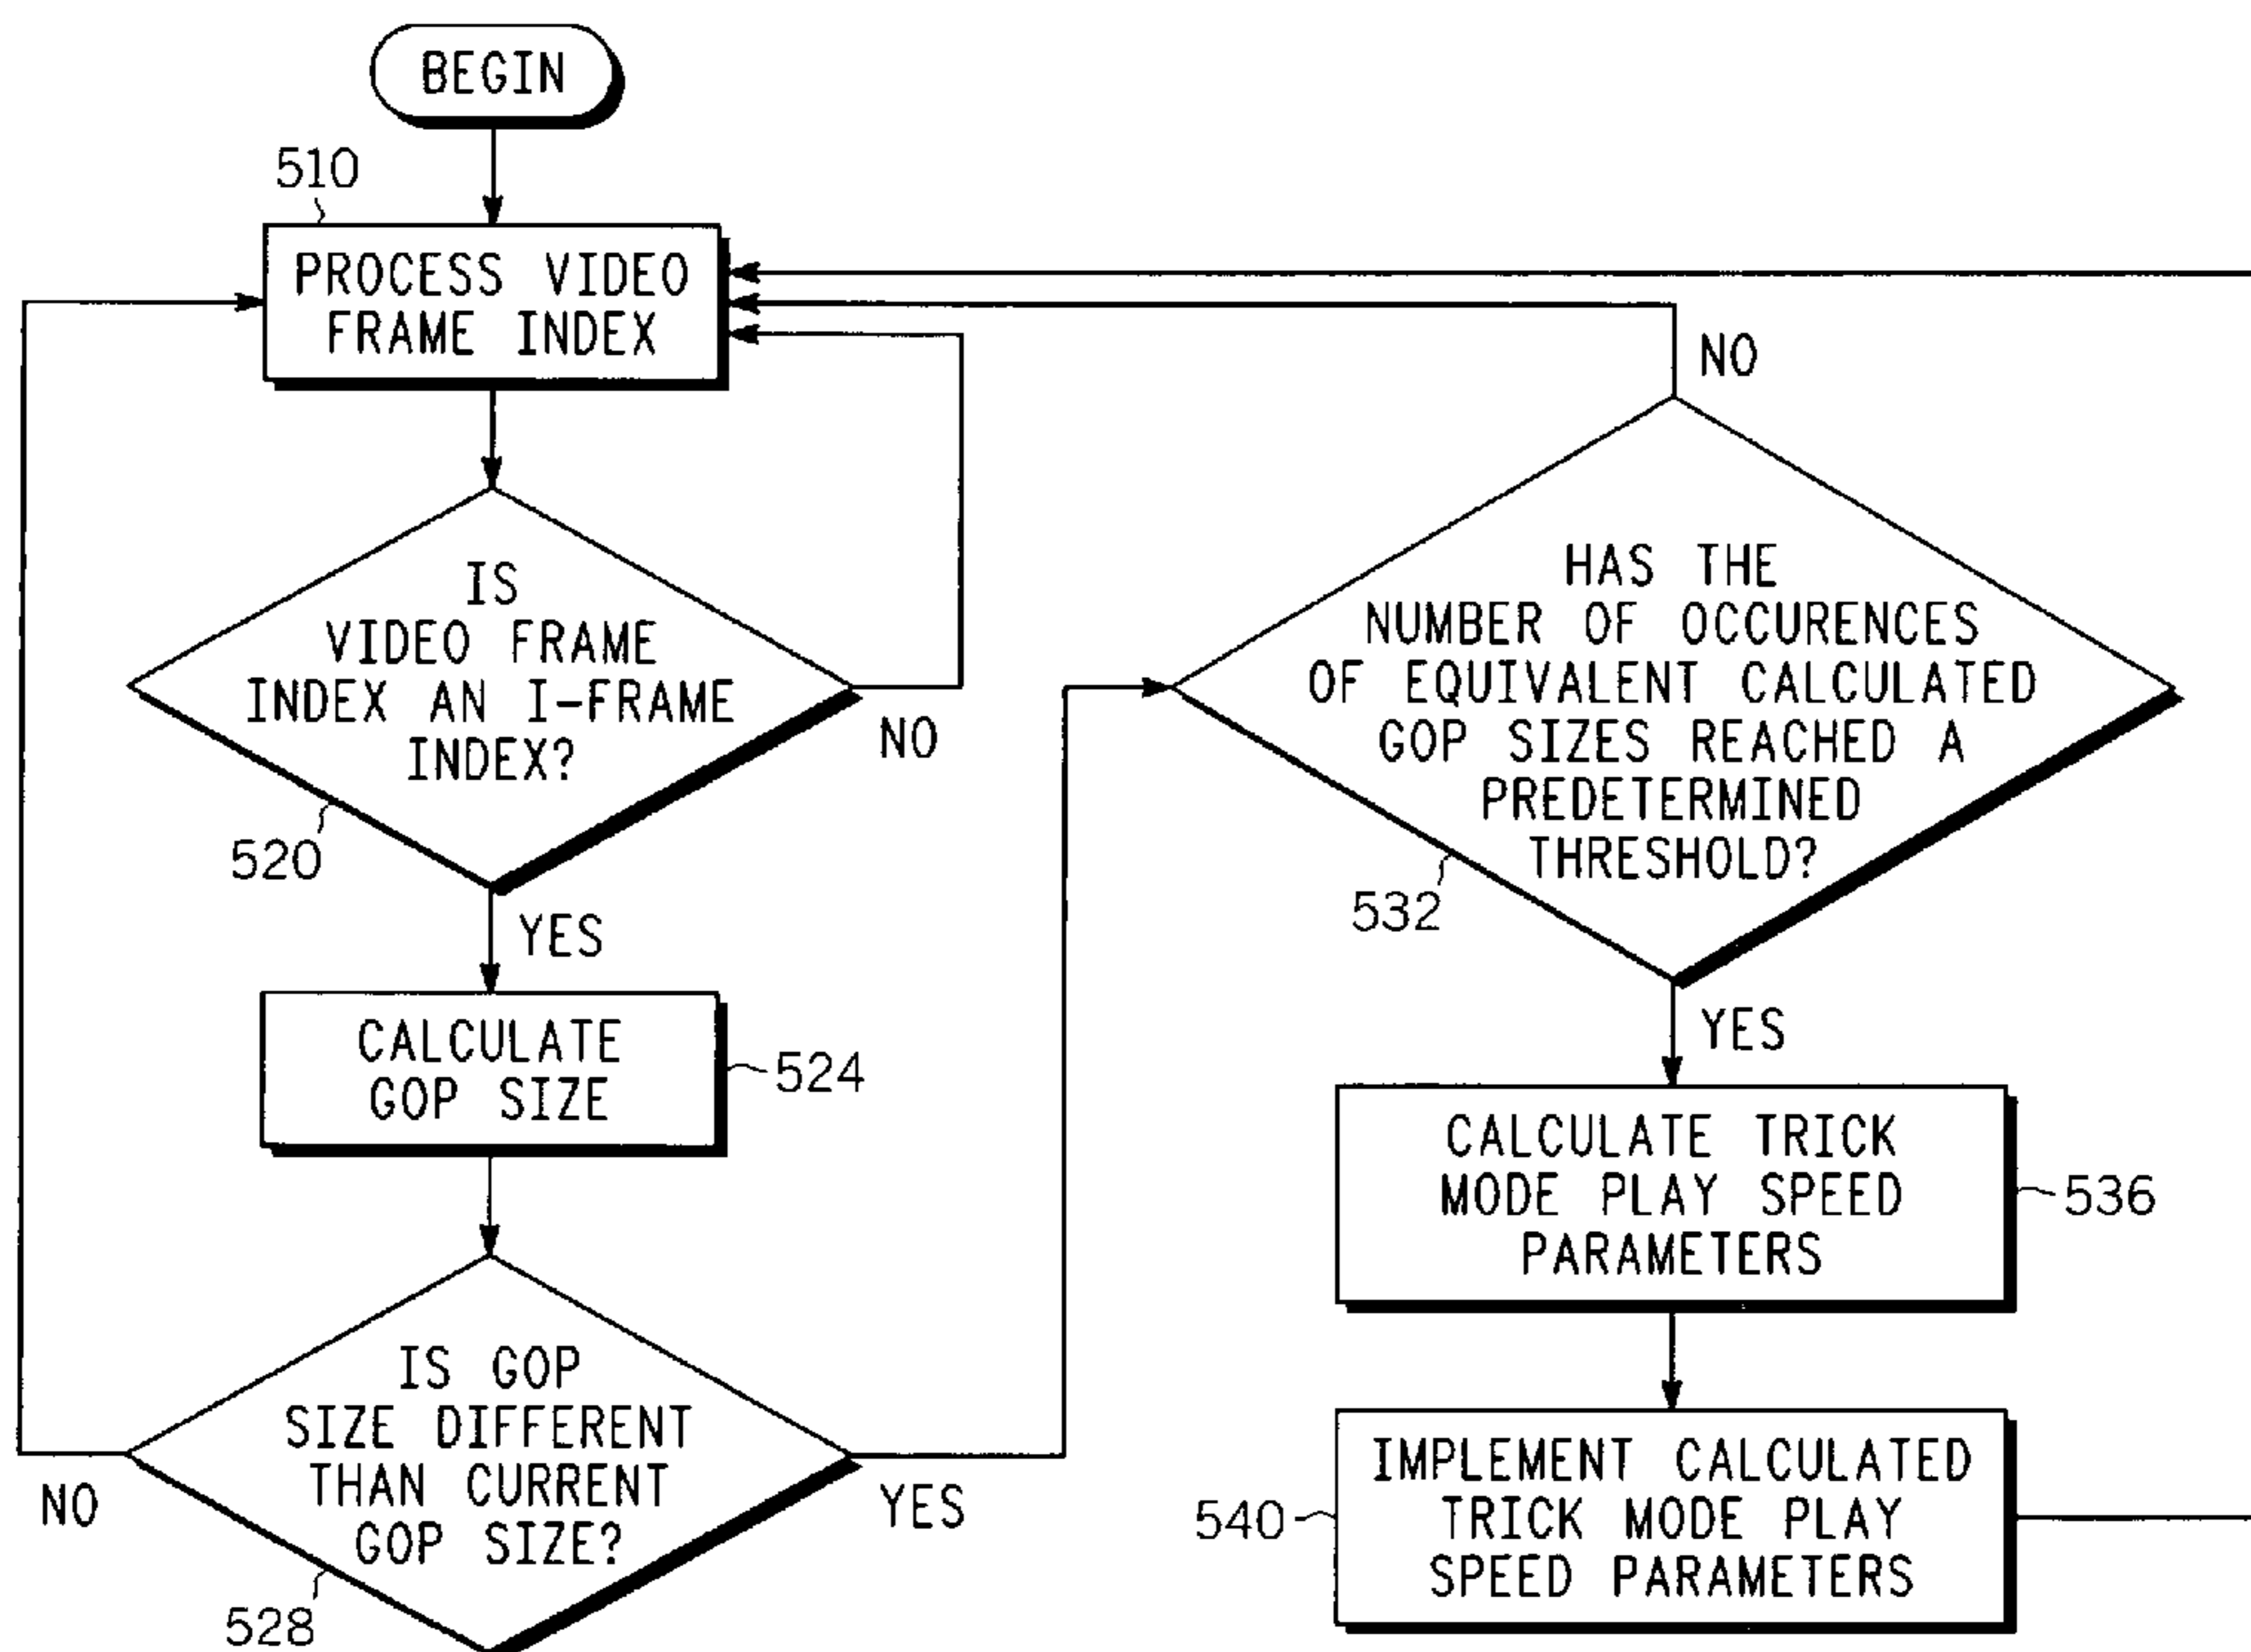 BEGIN
510
PROCESS VIDEO
FRAME INDEX
IS
VIDEO FRAME
INDEX AN I-FRAME
INDEX?
NO
520
YES
CALCULATE
GOP SIZE
524
IS GOP
SIZE DIFFERENT
THAN CURRENT
GOP SIZE?
NO
YES
528
NO
HAS THE
NUMBER OF OCCURENCES
OF EQUIVALENT CALCULATED
GOP SIZES REACHED A
PREDETERMINED
THRESHOLD?
532
YES
CALCULATE TRICK
MODE PLAY SPEED
PARAMETERS
536
IMPLEMENT CALCULATED
TRICK MODE PLAY
SPEED PARAMETERS
540